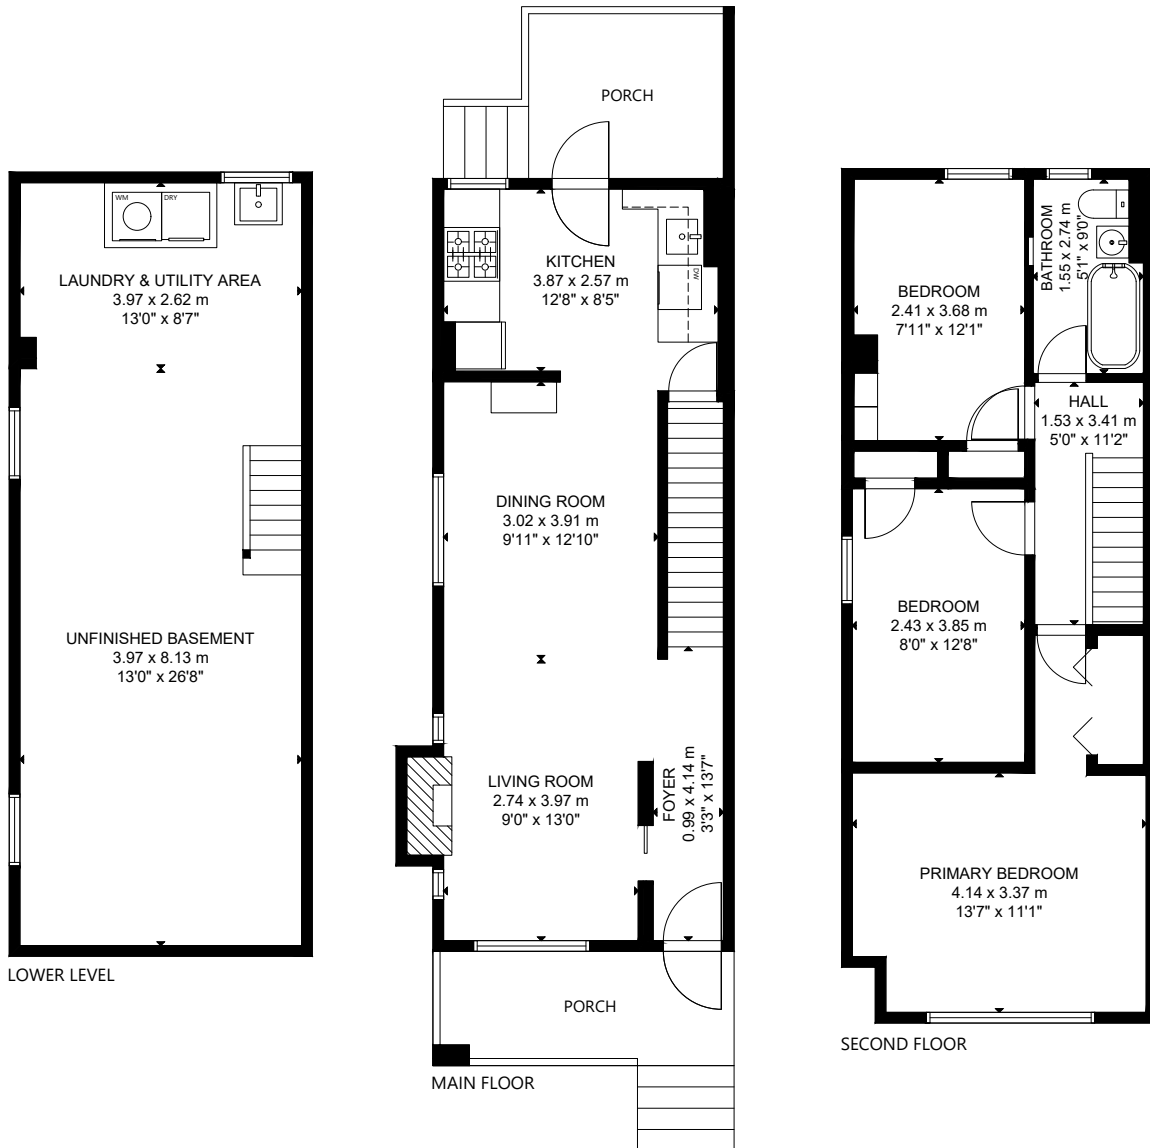 WM
DRY
LAUNDRY & UTILITY AREA
3.97 x 2.62 m
13'0" x 8'7"
UNFINISHED BASEMENT
3.97 x 8.13 m
13'0" x 26'8"
LOWER LEVEL
PORCH
KITCHEN
3.87 x 2.57 m
12'8" x 8'5"
DW
DINING ROOM
3.02 x 3.91 m
9'11" x 12'10"
LIVING ROOM
2.74 x 3.97 m
9'0" x 13'0"
FOYER
0.99 x 4.14 m
3'3" x 13'7"
PORCH
MAIN FLOOR
BEDROOM
2.41 x 3.68 m
7'11" x 12'1"
BATHROOM
1.55 x 2.74 m
5'1" x 9'0"
HALL
1.53 x 3.41 m
5'0" x 11'2"
BEDROOM
2.43 x 3.85 m
8'0" x 12'8"
PRIMARY BEDROOM
4.14 x 3.37 m
13'7" x 11'1"
SECOND FLOOR